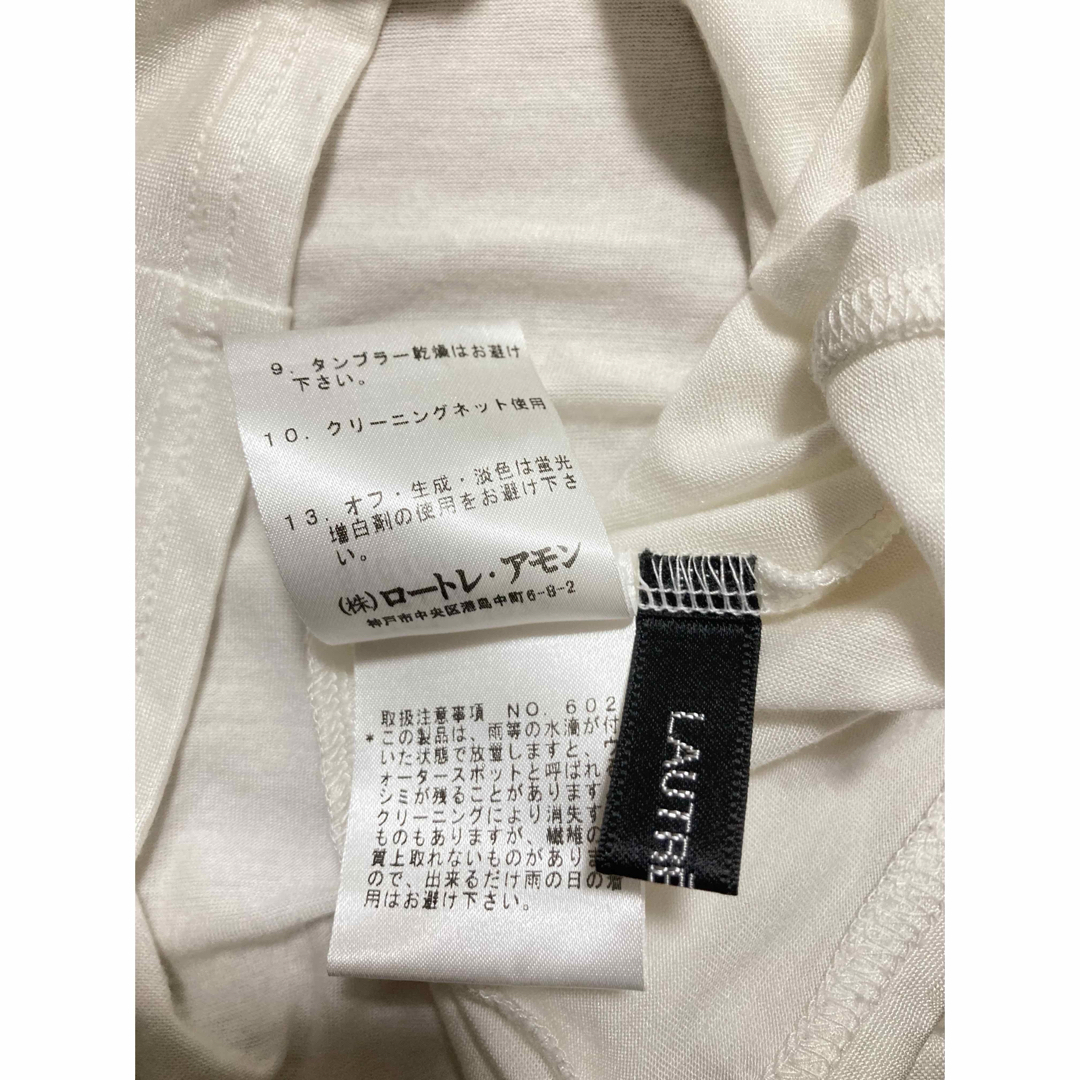 9. タンブラー乾燥はお避け
下さい。
10. クリーニングネット使用
13. オフ・生成・淡色は蛍光
増白剤の使用をお避け下さ
い。
(株)ロートレ・アモン
神戸市中央区港島中町6-8-2
取扱注意事項 NO. 602
*この製品は、雨等の水滴が付
いた状態で放置しますと、ウ
ォータースポットと呼ばれる
シミが残ることがあります
クリーニングにより消失す
ものもありますが、繊維の
質上取れないものがありま
ので、出来るだけ雨の日の着
用はお避け下さい。
LAUTRE